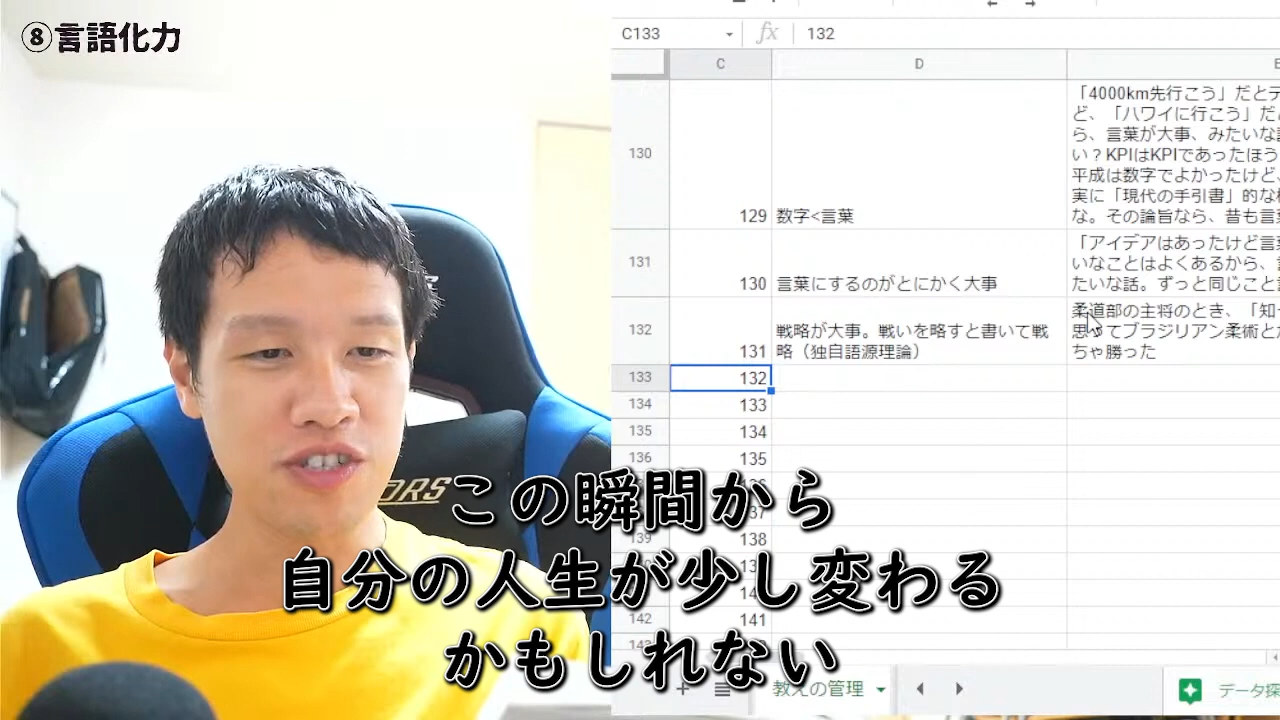 ⑧言語化力
C133
fx
132
C
D
E
130
129
数字<言葉
「4000km先行こう」だと
ど、「ハワイに行こう」だ
ら、言葉が大事、みたいな
い？KPIはKPIであったほう
平成は数字でよかったけど、
実に「現代の手引書」的な
な。その論旨なら、昔も言
131
130
言葉にするのがとにかく大事
「アイデアはあったけど言
いなことはよくあるから、
たいな話。ずっと同じこと
132
131
戦略が大事。戦いを略すと書いて戦
略（独自語源理論）
柔道部の主将のとき、「知
思ってブラジリアン柔術と
ちゃ勝った
133
132
134
133
135
134
136
135
138
142
141
この瞬間から
自分の人生が少し変わる
かもしれない
教えの管理
データ探